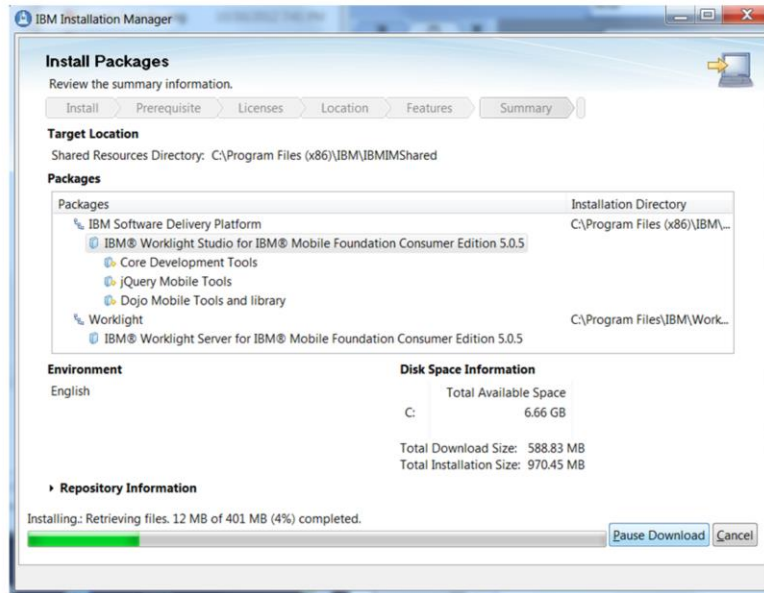 IBM Installation Manager
Install Packages
Review the summary information.
Install Prerequisite Licenses Location Features Summary
Target Location
Shared Resources Directory: C:\Program Files (x86)\IBM\IBMIMShared
Packages
Packages Installation Directory
IBM Software Delivery Platform C:\Program Files (x86)\IBM\...
IBM® Worklight Studio for IBM® Mobile Foundation Consumer Edition 5.0.5
Core Development Tools
jQuery Mobile Tools
Dojo Mobile Tools and library
Worklight C:\Program Files\IBM\Work...
IBM® Worklight Server for IBM® Mobile Foundation Consumer Edition 5.0.5
Environment Disk Space Information
English Total Available Space
C: 6.66 GB
Total Download Size: 588.83 MB
Total Installation Size: 970.45 MB
Repository Information
Installing.: Retrieving files. 12 MB of 401 MB (4%) completed.
Pause Download Cancel